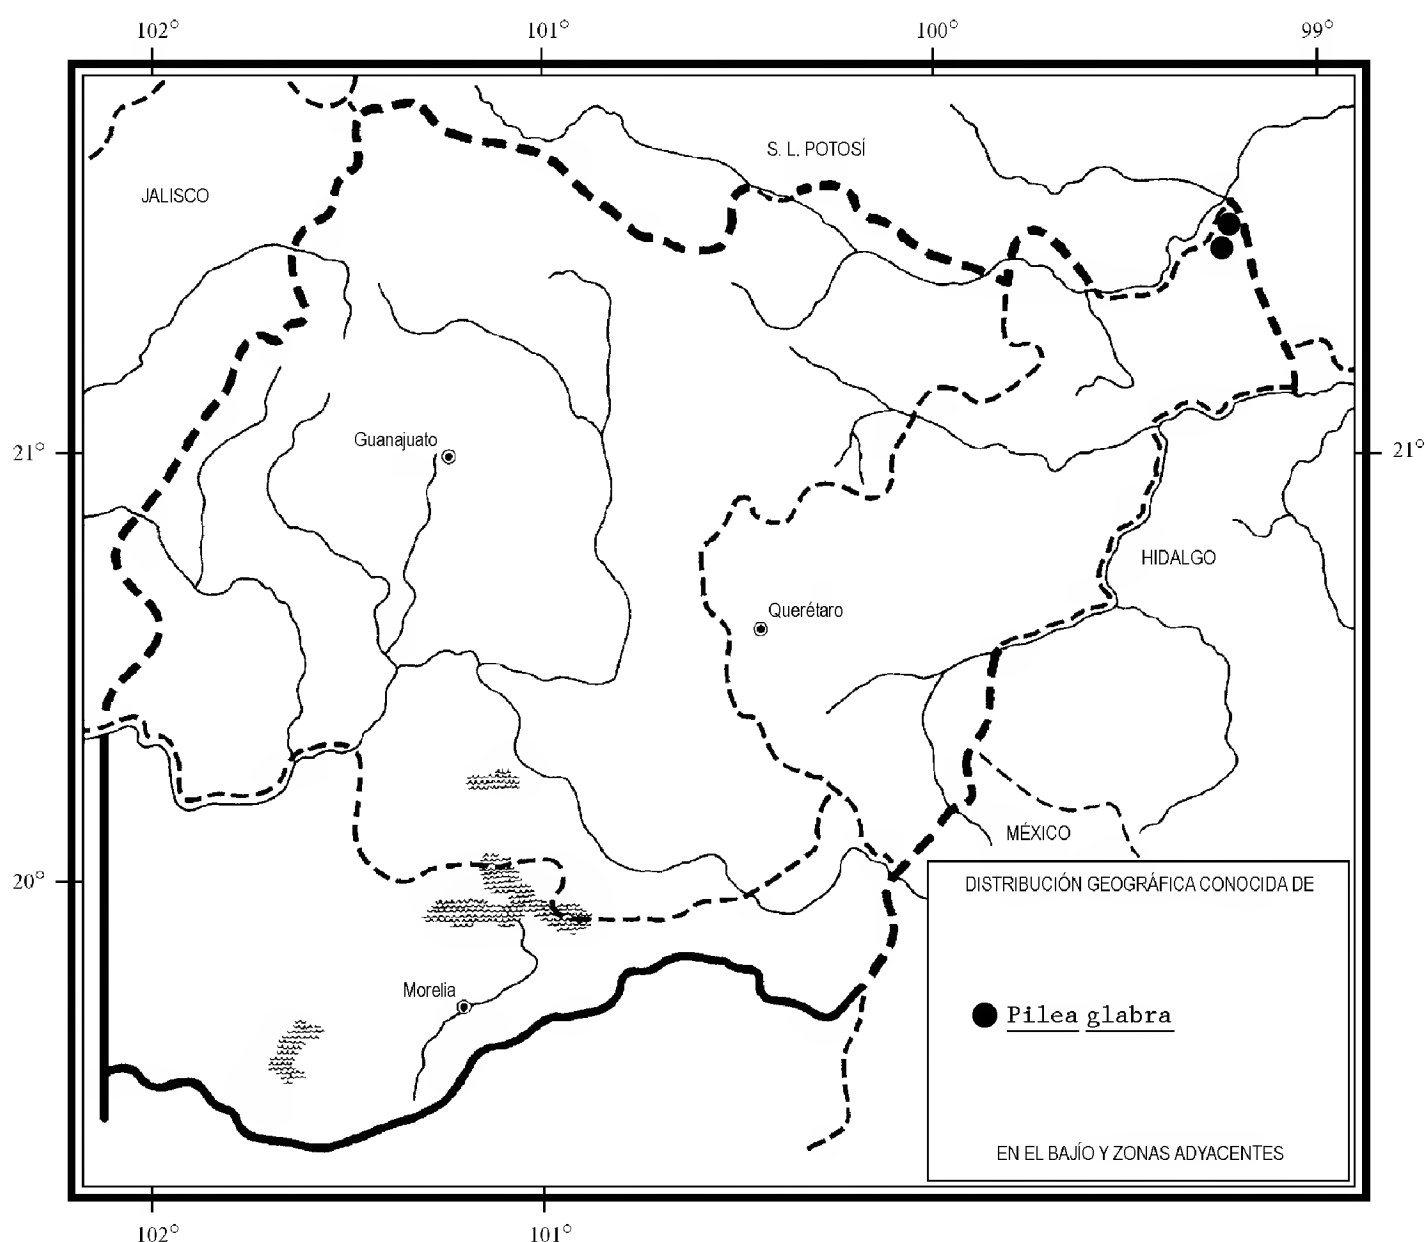 102° 101° 100° 99°
S. L. POTOSÍ
JALISCO
Guanajuato
21° 21°
HIDALGO
Querétaro
MÉXICO
20°
DISTRIBUCIÓN GEOGRÁFICA CONOCIDA DE
Morelia
Pilea glabra
EN EL BAJÍO Y ZONAS ADYACENTES
102° 101°